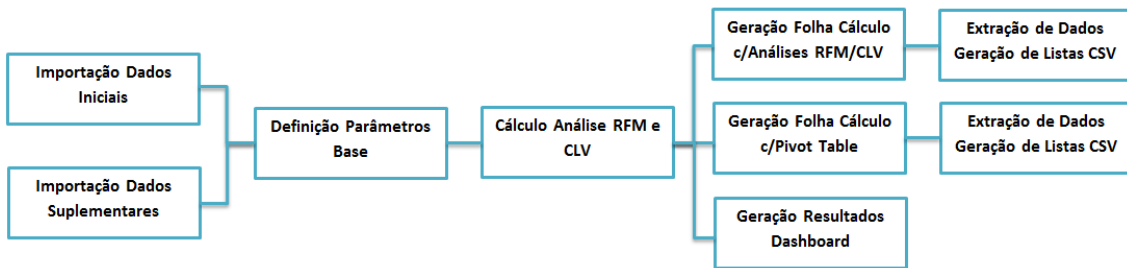 Importação Dados
Iniciais
Importação Dados
Suplementares
Definição Parâmetros
Base
Cálculo Análise RFM e
CLV
Geração Folha Cálculo
c/Análises RFM/CLV
Extração de Dados
Geração de Listas CSV
Geração Folha Cálculo
c/Pivot Table
Extração de Dados
Geração de Listas CSV
Geração Resultados
Dashboard